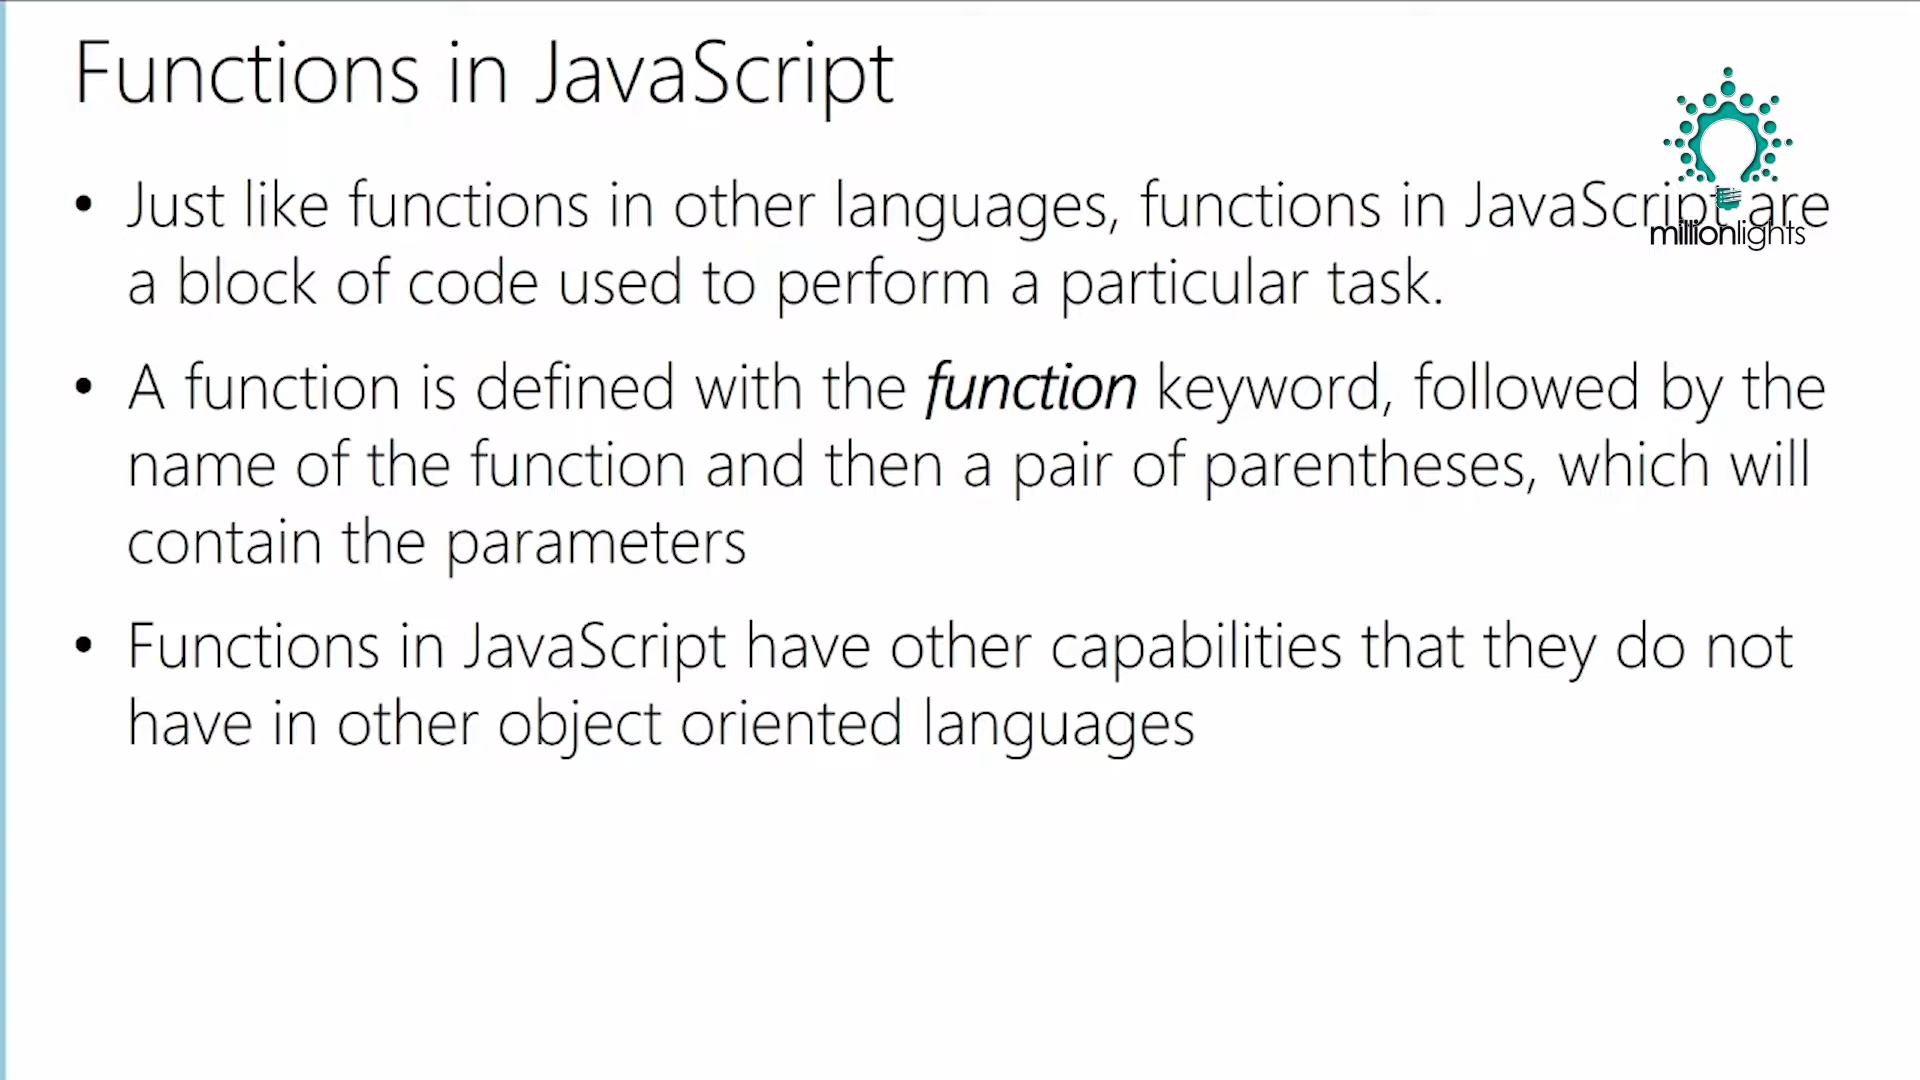 Functions in JavaScript
• Just like functions in other languages, functions in JavaScript are
a block of code used to perform a particular task.
• A function is defined with the function keyword, followed by the
name of the function and then a pair of parentheses, which will
contain the parameters
• Functions in JavaScript have other capabilities that they do not
have in other object oriented languages
millionlights